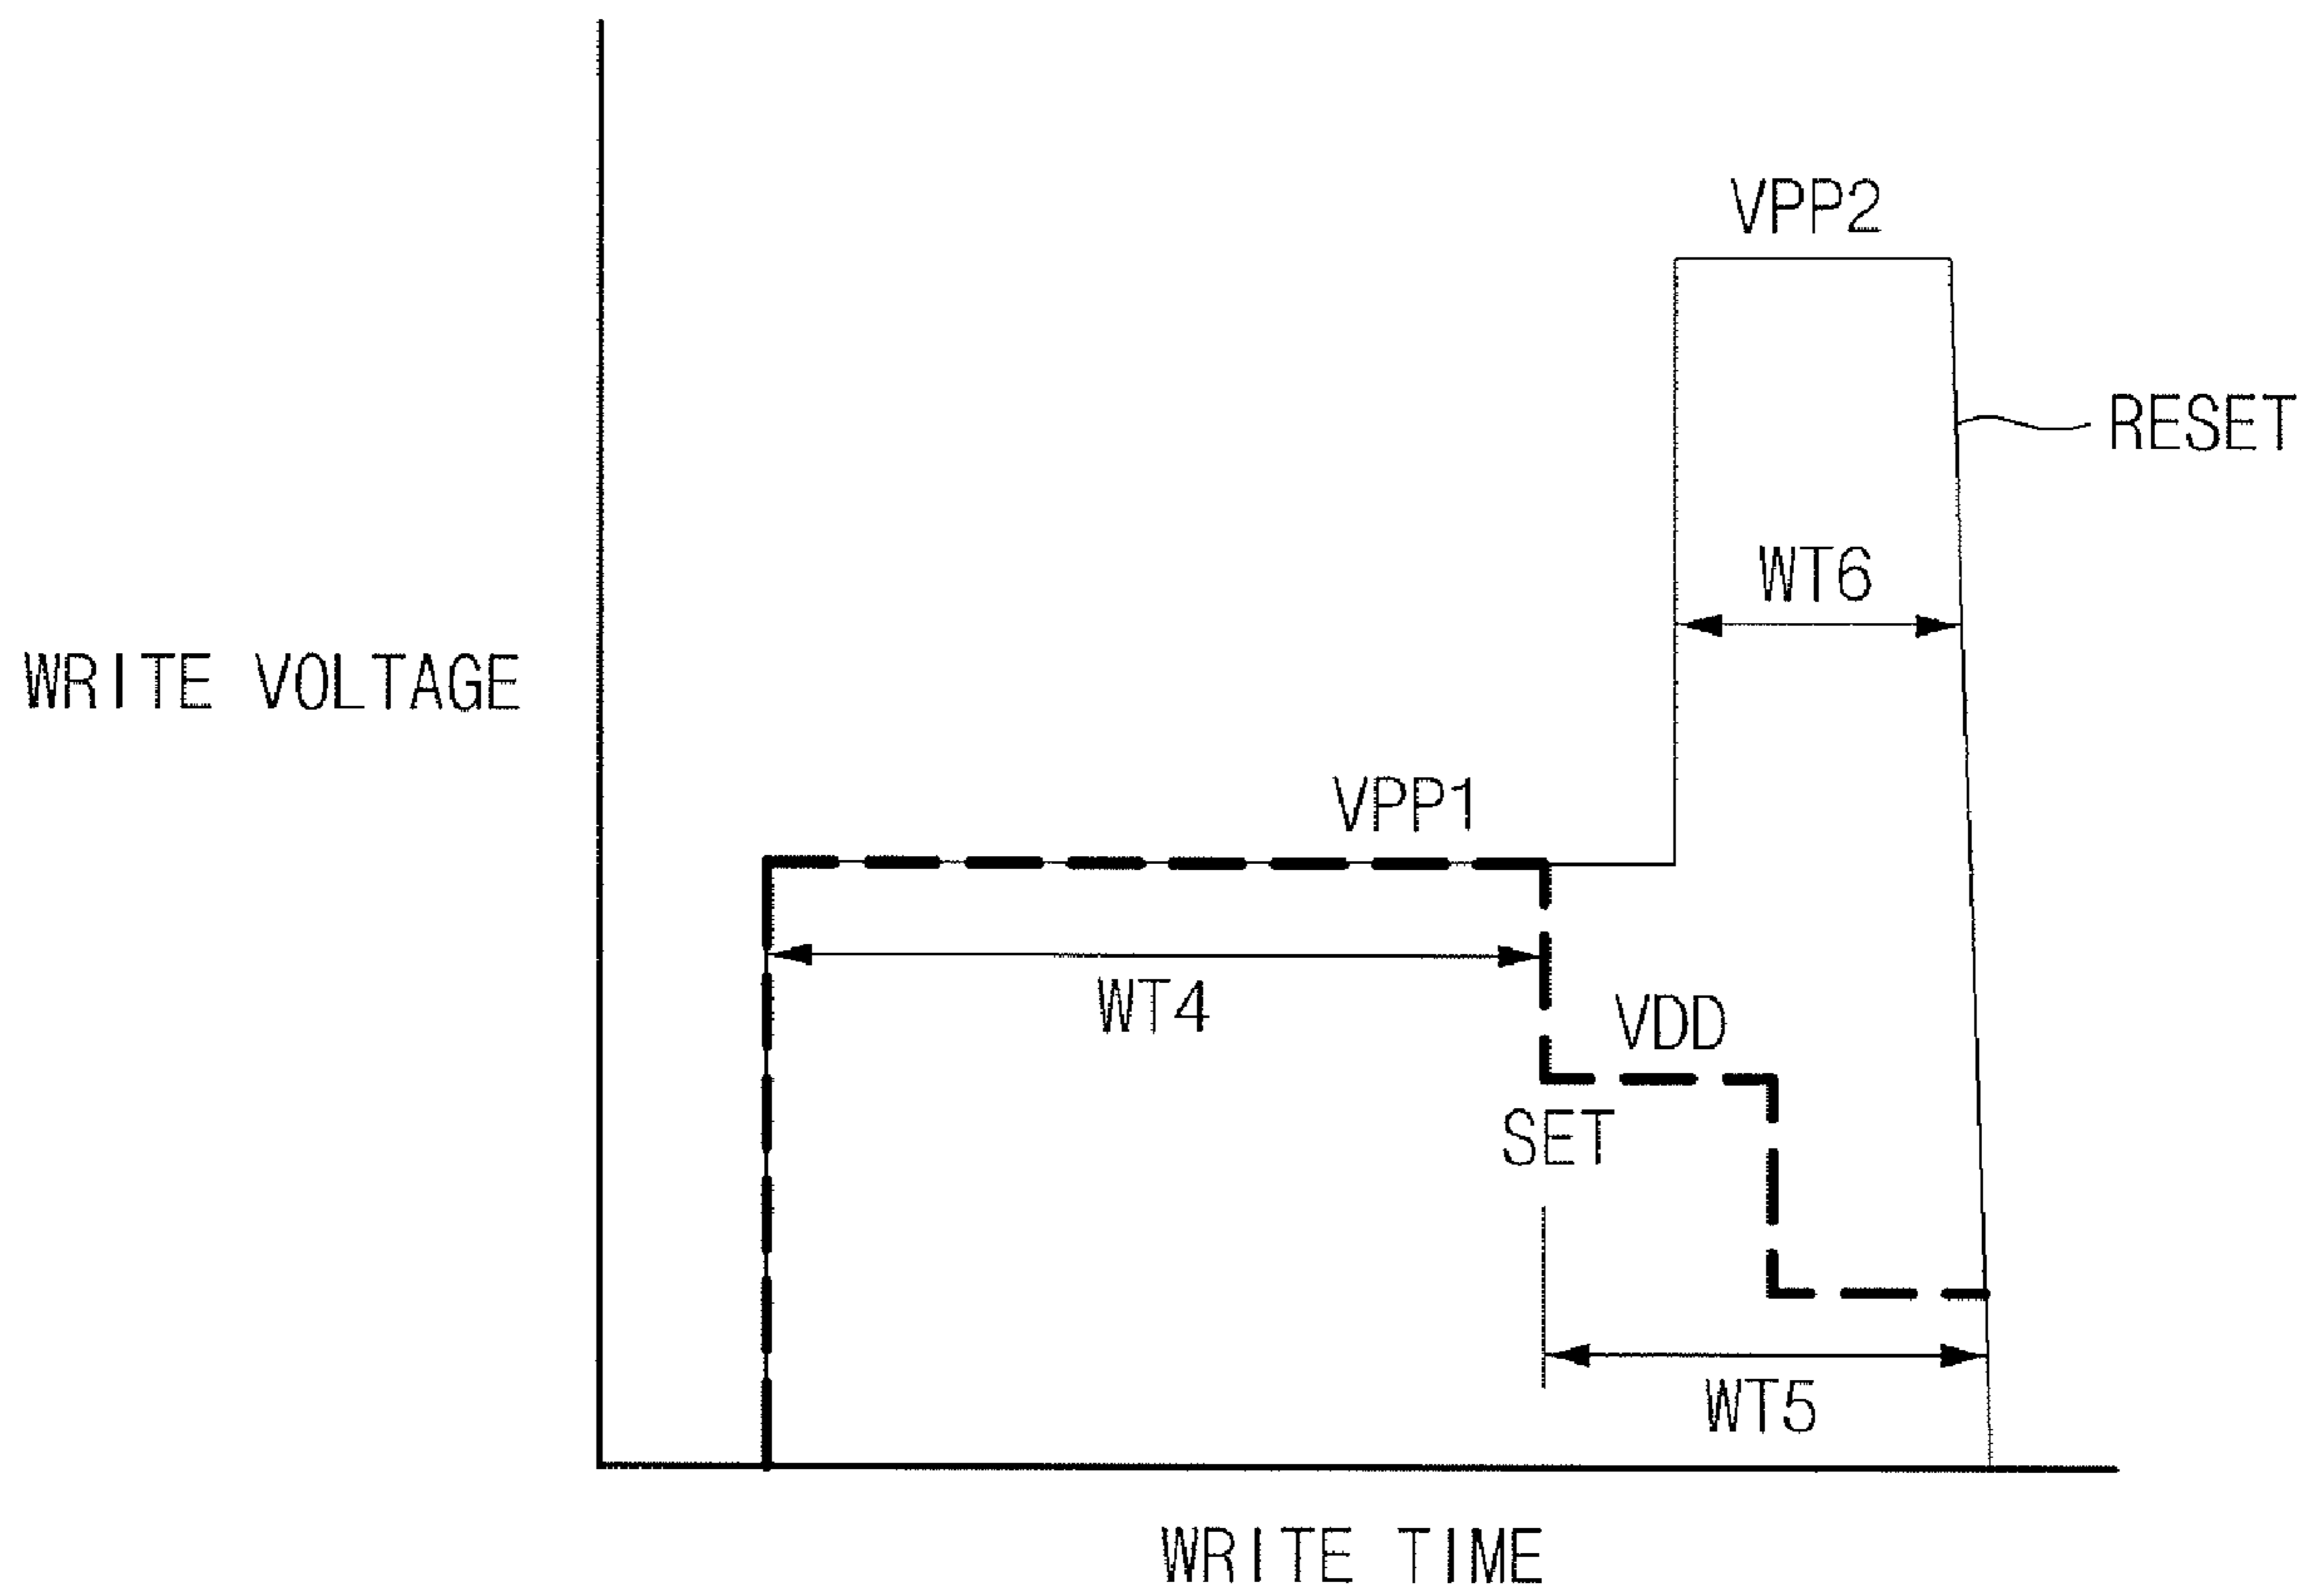 VPP2
RESET
WT6
WRITE VOLTAGE
VPP1
WT4
VDD
SET
WT5
WRITE TIME